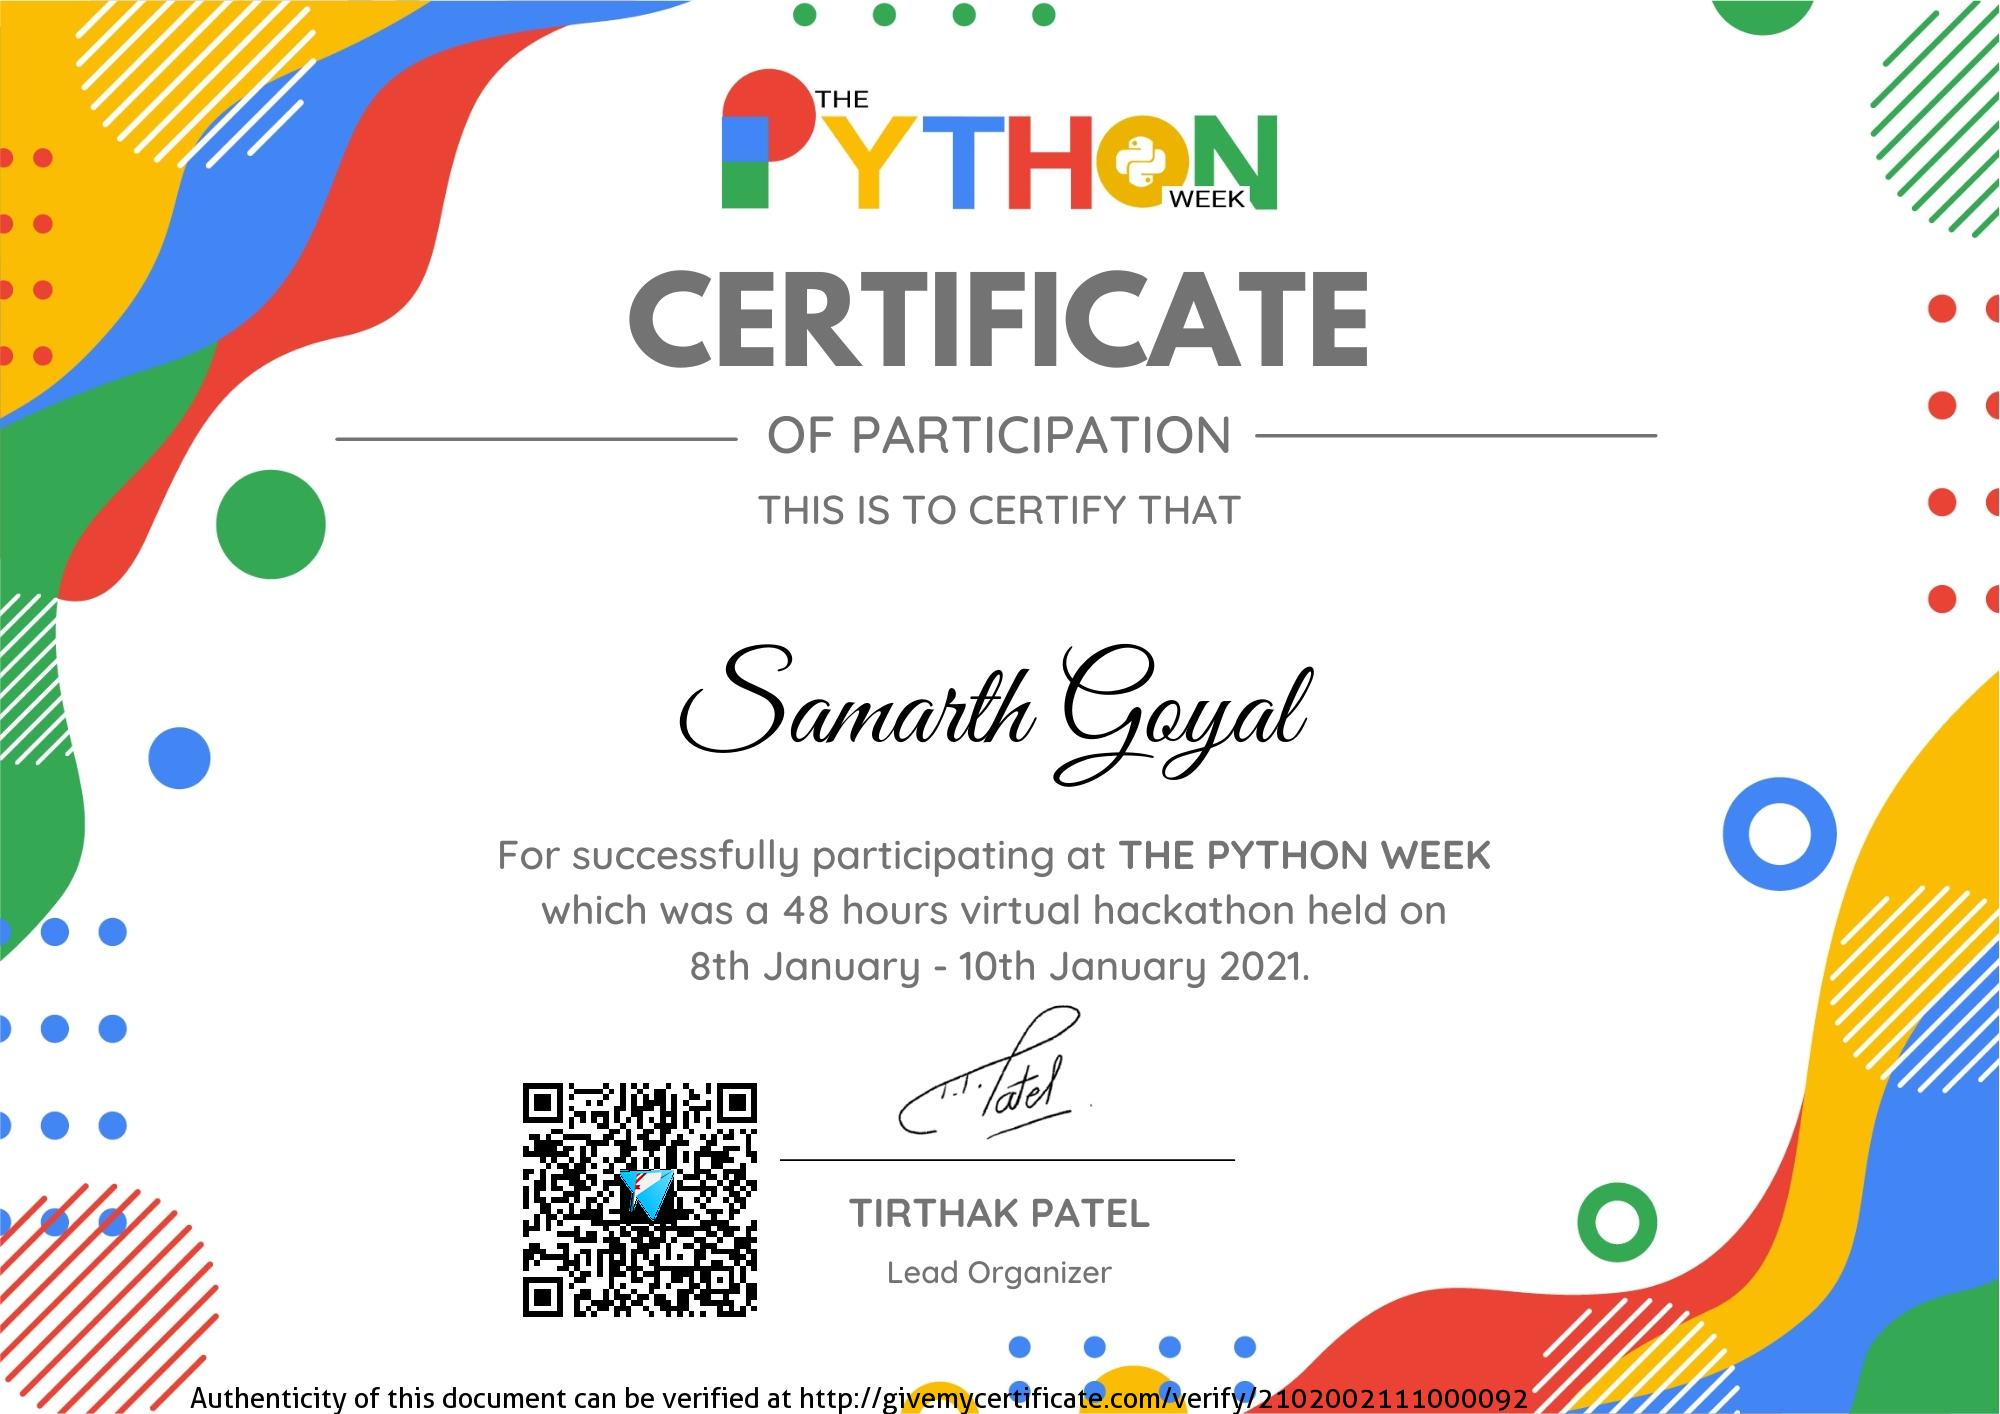 THE
PYTHON
WEEK
CERTIFICATE
OF PARTICIPATION
THIS IS TO CERTIFY THAT
Samarth Goyal
For successfully participating at THE PYTHON WEEK
which was a 48 hours virtual hackathon held on
8th January - 10th January 2021.
T.T. Patel
TIRTHAK PATEL
Lead Organizer
Authenticity of this document can be verified at http://givemycertificate.com/verify/2102002111000092